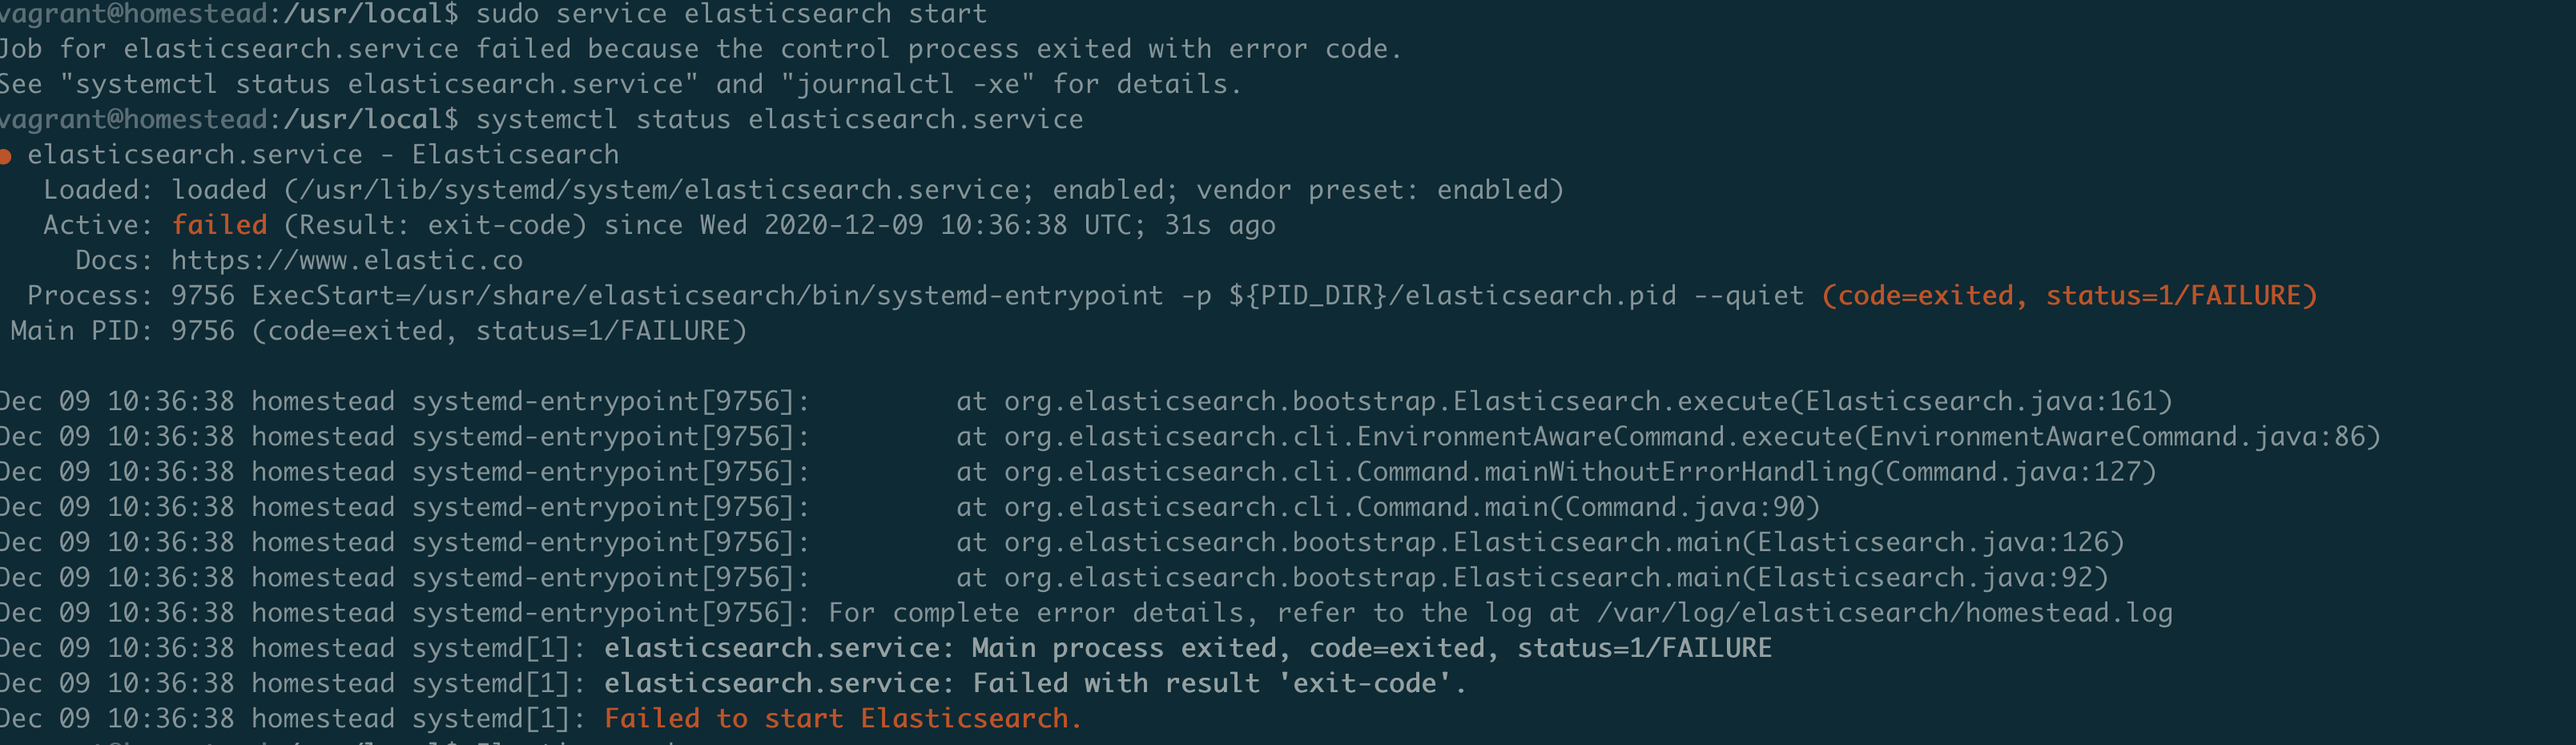 vagrant@homestead:/usr/local$ sudo service elasticsearch start
Job for elasticsearch.service failed because the control process exited with error code.
See "systemctl status elasticsearch.service" and "journalctl -xe" for details.
vagrant@homestead:/usr/local$ systemctl status elasticsearch.service
● elasticsearch.service - Elasticsearch
   Loaded: loaded (/usr/lib/systemd/system/elasticsearch.service; enabled; vendor preset: enabled)
   Active: failed (Result: exit-code) since Wed 2020-12-09 10:36:38 UTC; 31s ago
     Docs: https://www.elastic.co
  Process: 9756 ExecStart=/usr/share/elasticsearch/bin/systemd-entrypoint -p ${PID_DIR}/elasticsearch.pid --quiet (code=exited, status=1/FAILURE)
 Main PID: 9756 (code=exited, status=1/FAILURE)

Dec 09 10:36:38 homestead systemd-entrypoint[9756]:         at org.elasticsearch.bootstrap.Elasticsearch.execute(Elasticsearch.java:161)
Dec 09 10:36:38 homestead systemd-entrypoint[9756]:         at org.elasticsearch.cli.EnvironmentAwareCommand.execute(EnvironmentAwareCommand.java:86)
Dec 09 10:36:38 homestead systemd-entrypoint[9756]:         at org.elasticsearch.cli.Command.mainWithoutErrorHandling(Command.java:127)
Dec 09 10:36:38 homestead systemd-entrypoint[9756]:         at org.elasticsearch.cli.Command.main(Command.java:90)
Dec 09 10:36:38 homestead systemd-entrypoint[9756]:         at org.elasticsearch.bootstrap.Elasticsearch.main(Elasticsearch.java:126)
Dec 09 10:36:38 homestead systemd-entrypoint[9756]:         at org.elasticsearch.bootstrap.Elasticsearch.main(Elasticsearch.java:92)
Dec 09 10:36:38 homestead systemd-entrypoint[9756]: For complete error details, refer to the log at /var/log/elasticsearch/homestead.log
Dec 09 10:36:38 homestead systemd[1]: elasticsearch.service: Main process exited, code=exited, status=1/FAILURE
Dec 09 10:36:38 homestead systemd[1]: elasticsearch.service: Failed with result 'exit-code'.
Dec 09 10:36:38 homestead systemd[1]: Failed to start Elasticsearch.